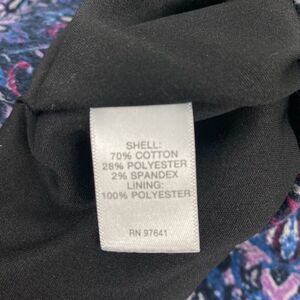 SHELL:
70% COTTON
28% POLYESTER
2% SPANDEX
LINING:
100% POLYESTER
RN 97641